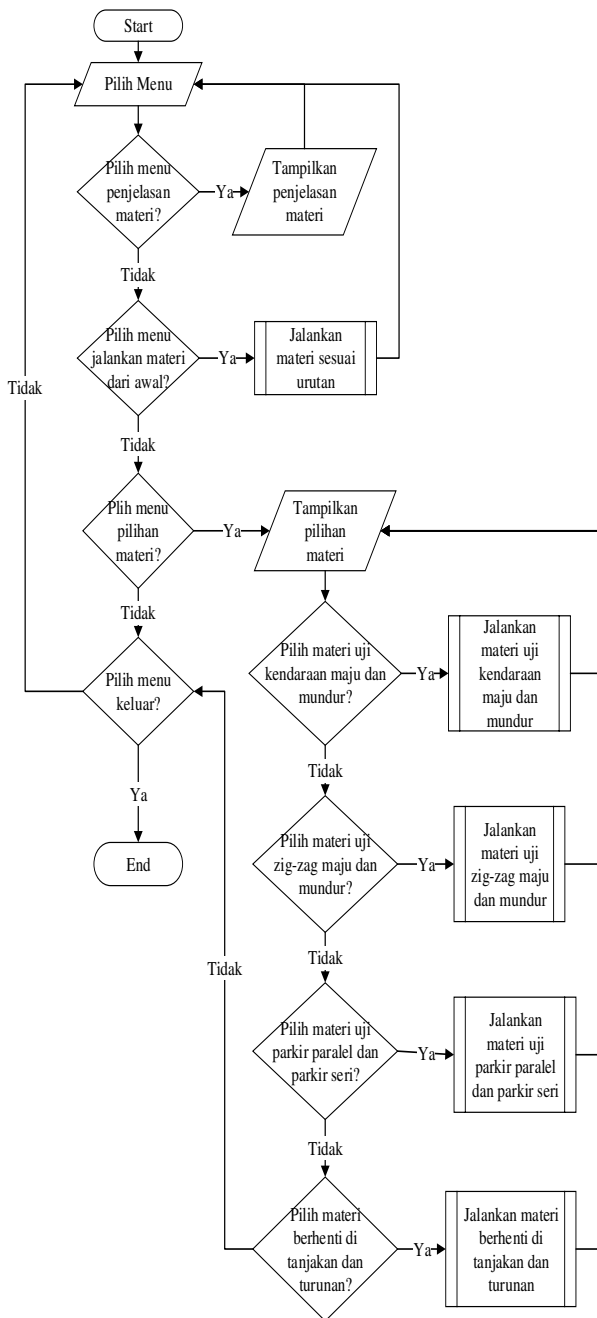 Start
Pilih Menu
Pilih menu
penjelasan
materi?
Ya
Tampilkan
penjelasan
materi
Tidak
Pilih menu
jalankan materi
dari awal?
Ya
Jalankan
materi sesuai
urutan
Tidak
Tidak
Plih menu
pilihan
materi?
Ya
Tampilkan
pilihan
materi
Tidak
Pilih menu
keluar?
Ya
End
Pilih materi uji
kendaraan maju dan
mundur?
Ya
Jalankan
materi uji
kendaraan
maju dan
mundur
Tidak
Pilih materi uji
zig-zag maju dan
mundur?
Ya
Jalankan
materi uji
zig-zag maju
dan mundur
Tidak
Tidak
Pilih materi uji
parkir paralel dan
parkir seri?
Ya
Jalankan
materi uji
parkir paralel
dan parkir seri
Tidak
Pilih materi
berhenti di
tanjakan dan
turunan?
Ya
Jalankan materi
berhenti di
tanjakan dan
turunan